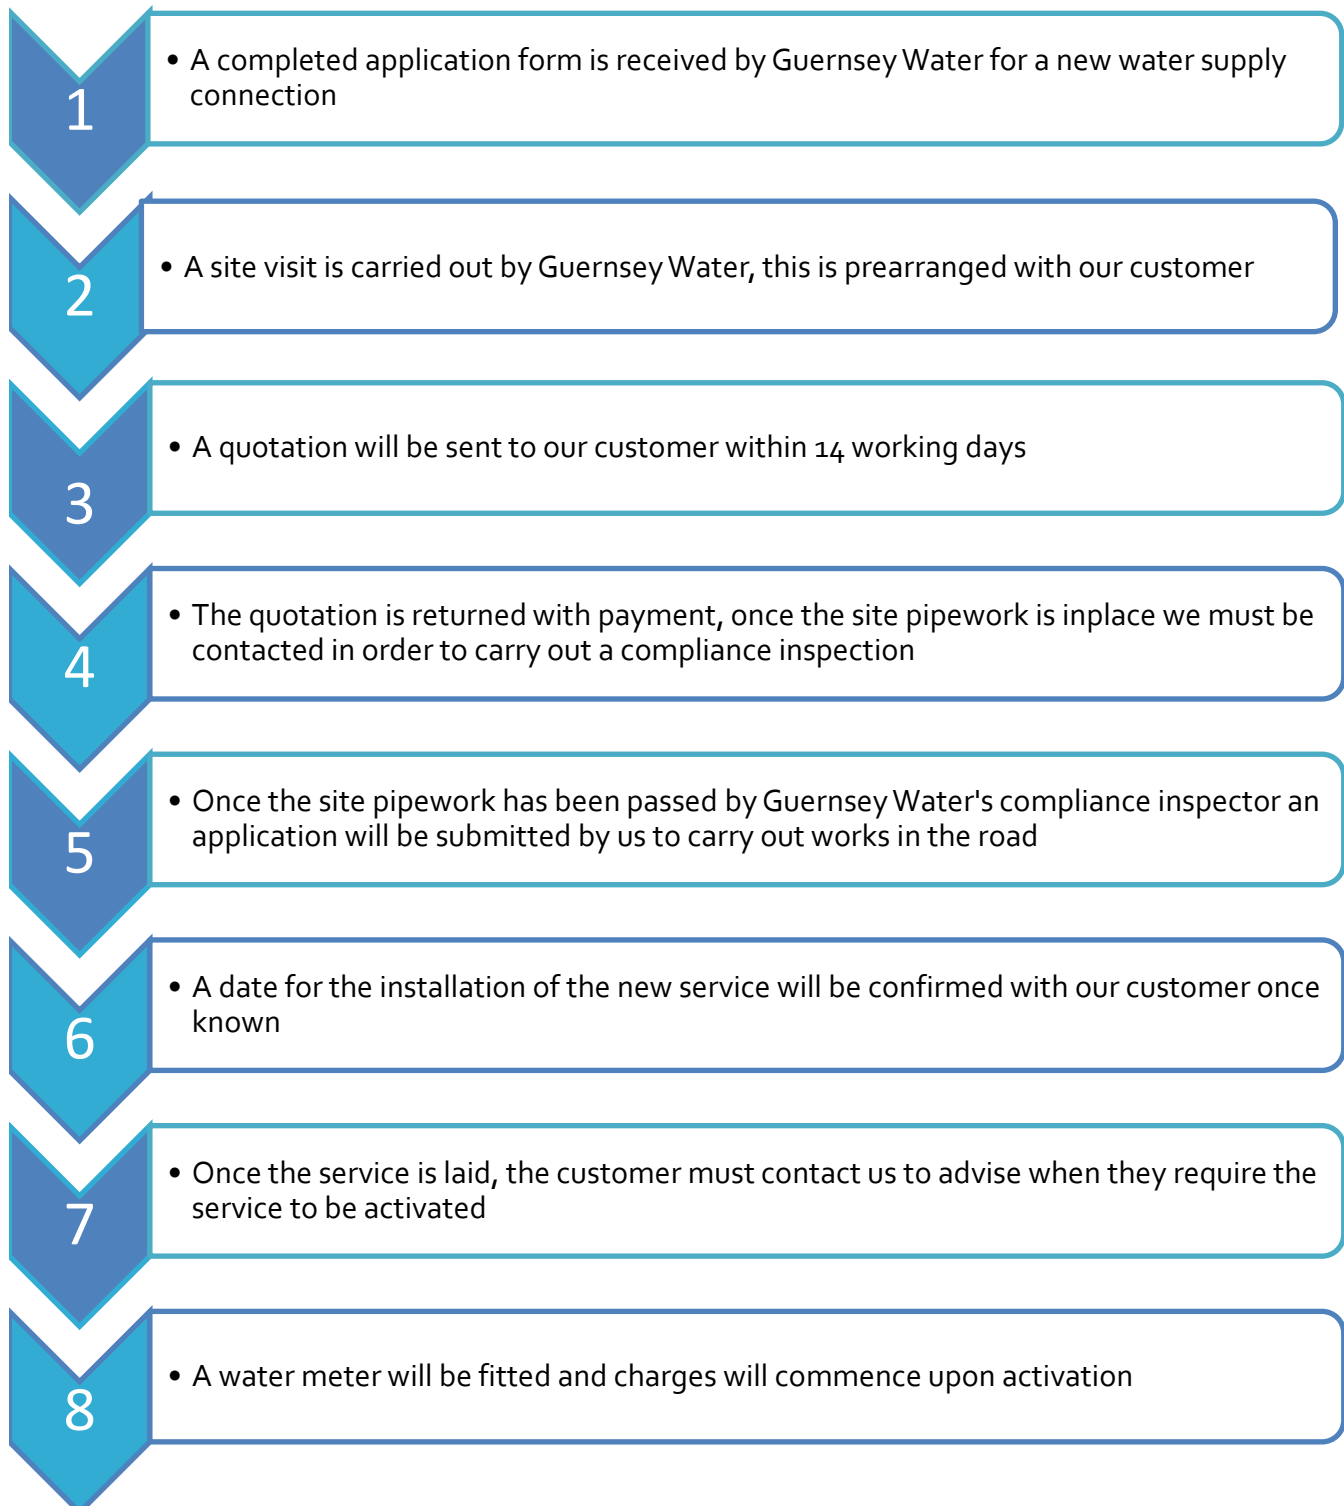 1
• A completed application form is received by Guernsey Water for a new water supply
connection
2
• A site visit is carried out by Guernsey Water, this is prearranged with our customer
3
• A quotation will be sent to our customer within 14 working days
4
• The quotation is returned with payment, once the site pipework is inplace we must be
contacted in order to carry out a compliance inspection
5
• Once the site pipework has been passed by Guernsey Water's compliance inspector an
application will be submitted by us to carry out works in the road
6
• A date for the installation of the new service will be confirmed with our customer once
known
7
• Once the service is laid, the customer must contact us to advise when they require the
service to be activated
8
• A water meter will be fitted and charges will commence upon activation